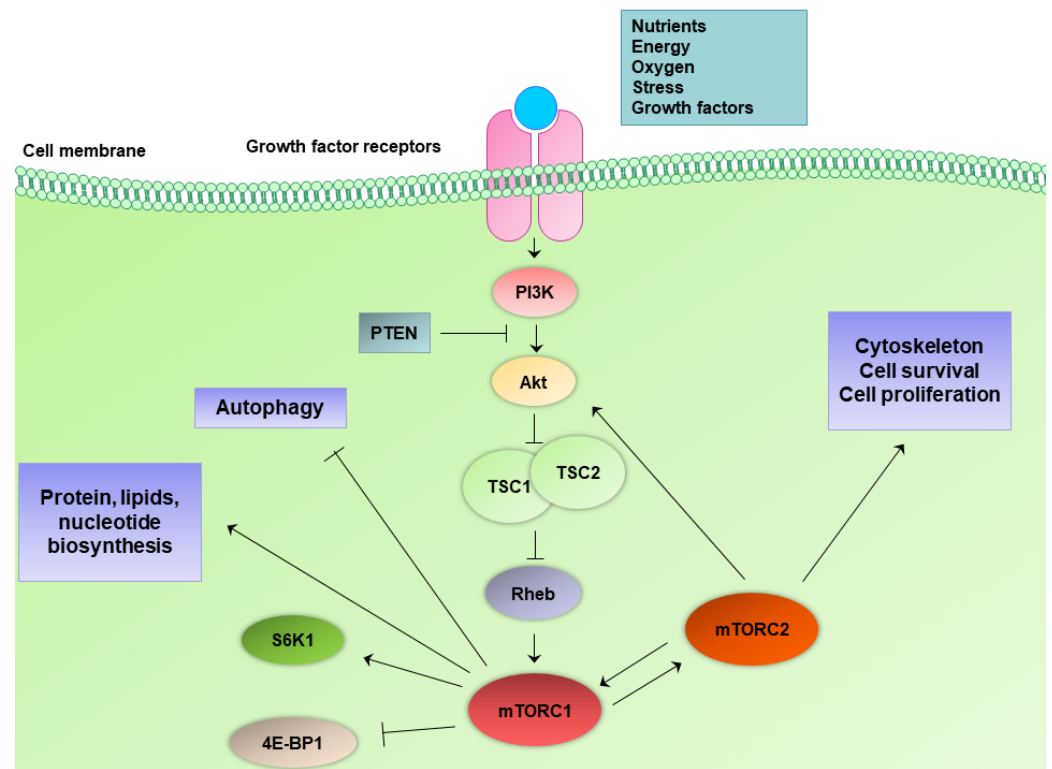 Nutrients
Energy
Oxygen
Stress
Growth factors
Cell membrane
Growth factor receptors
PI3K
PTEN
Akt
Cytoskeleton
Cell survival
Cell proliferation
Autophagy
TSC1
TSC2
Protein, lipids,
nucleotide
biosynthesis
Rheb
mTORC2
S6K1
mTORC1
4E-BP1